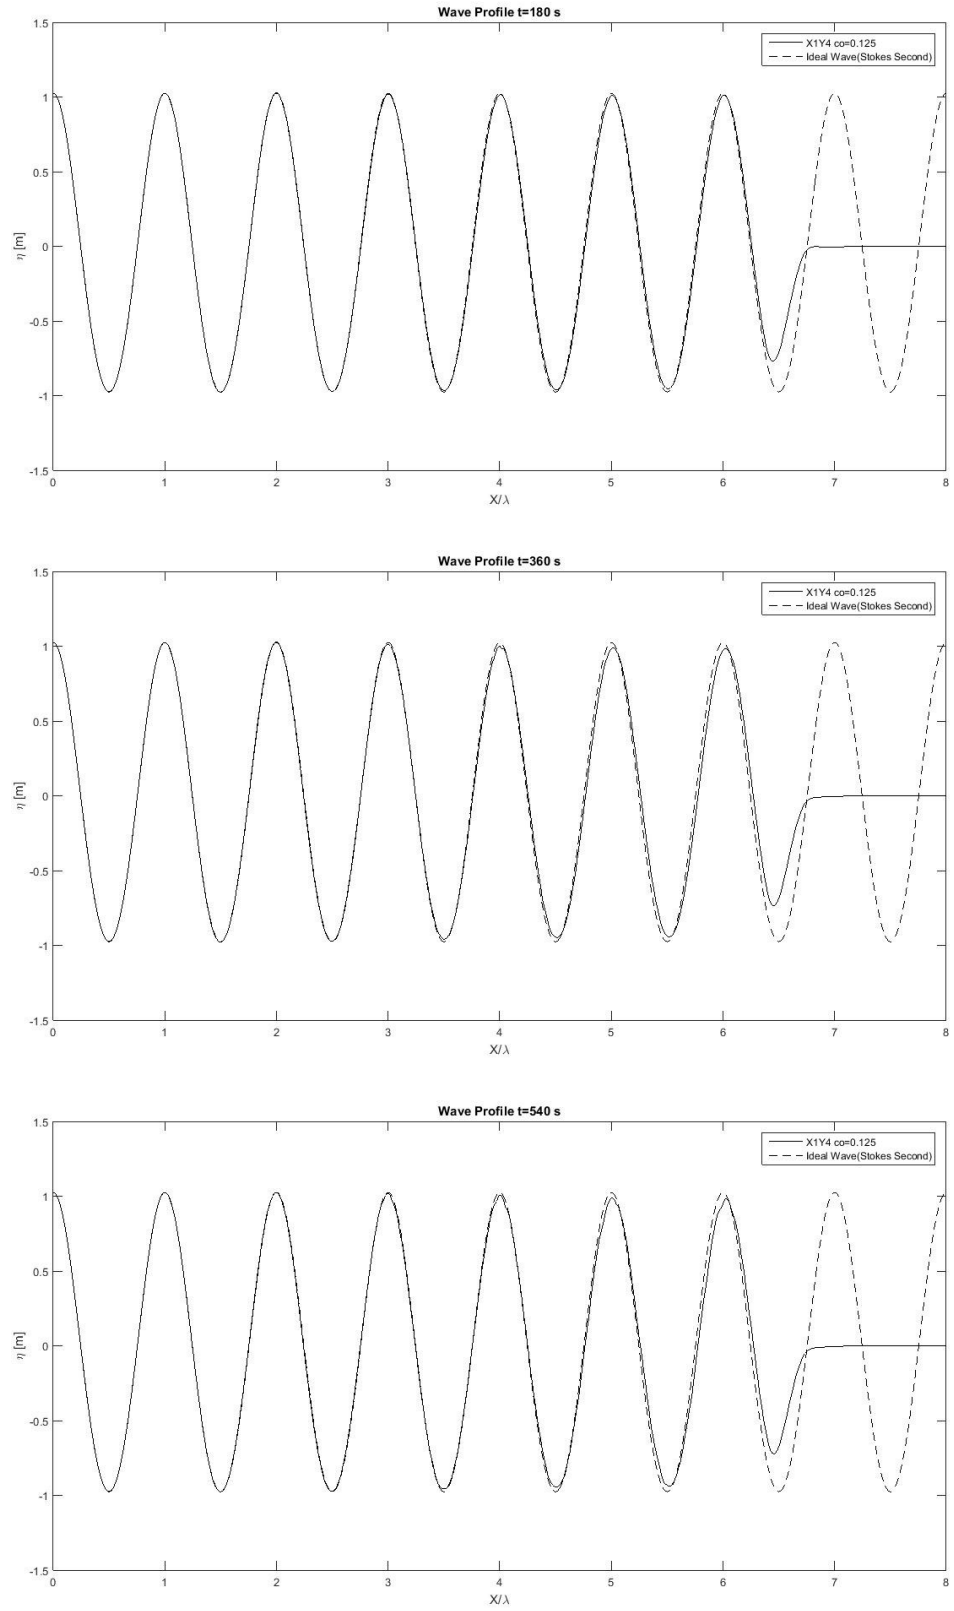 Wave Profile t=180 s
1.5
1
0.5
0
-0.5
-1
-1.5
η [m]
X1Y4 co=0.125
Ideal Wave(Stokes Second)
0 1 2 3 4 5 6 7 8
X/λ
Wave Profile t=360 s
1.5
1
0.5
0
-0.5
-1
-1.5
η [m]
X1Y4 co=0.125
Ideal Wave(Stokes Second)
0 1 2 3 4 5 6 7 8
X/λ
Wave Profile t=540 s
1.5
1
0.5
0
-0.5
-1
-1.5
η [m]
X1Y4 co=0.125
Ideal Wave(Stokes Second)
0 1 2 3 4 5 6 7 8
X/λ